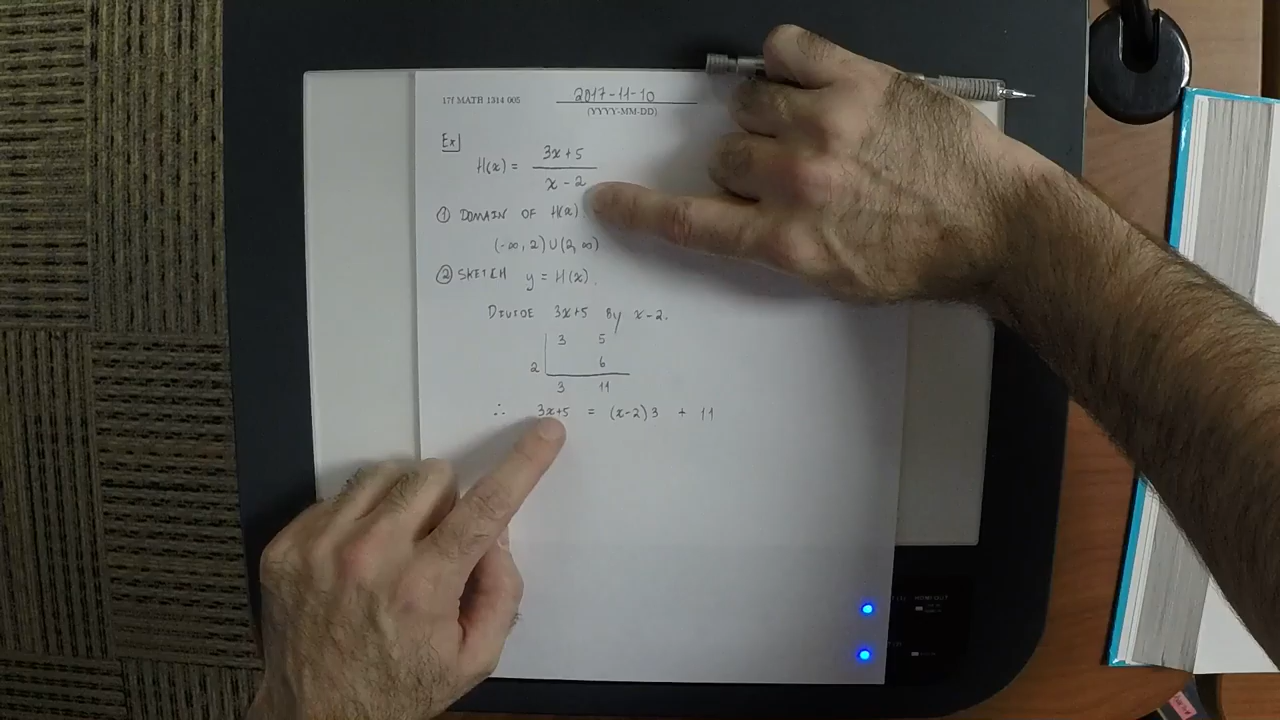 17f MATH 1314 005
2017-11-10
(YYYY-MM-DD)
Ex]
H(x) = 3x+5
x - 2
① DOMAIN OF H(x)
(-∞, 2) ∪ (2, ∞)
② SKETCH y = H(x).
DIVIDE 3x+5 By x-2.
3 5
2 6
3 11
∴ 3x+5 = (x-2)3 + 11